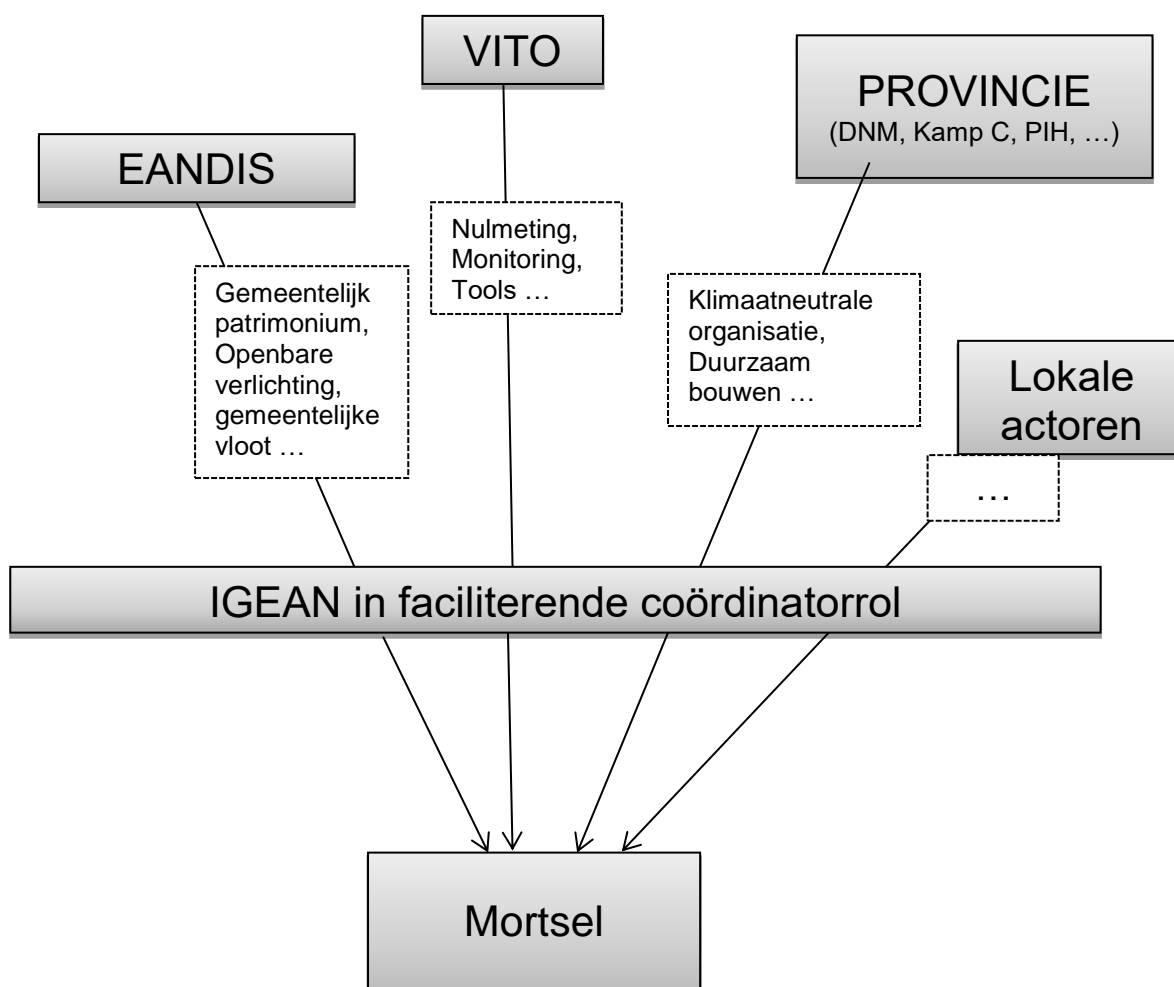 VITO
PROVINCIE
(DNM, Kamp C, PIH, …)
EANDIS
Nulmeting,
Monitoring,
Tools …
Gemeentelijk
patrimonium,
Openbare
verlichting,
gemeentelijke
vloot …
Klimaatneutrale
organisatie,
Duurzaam
bouwen …
Lokale
actoren
…
IGEAN in faciliterende coördinatorrol
Mortsel